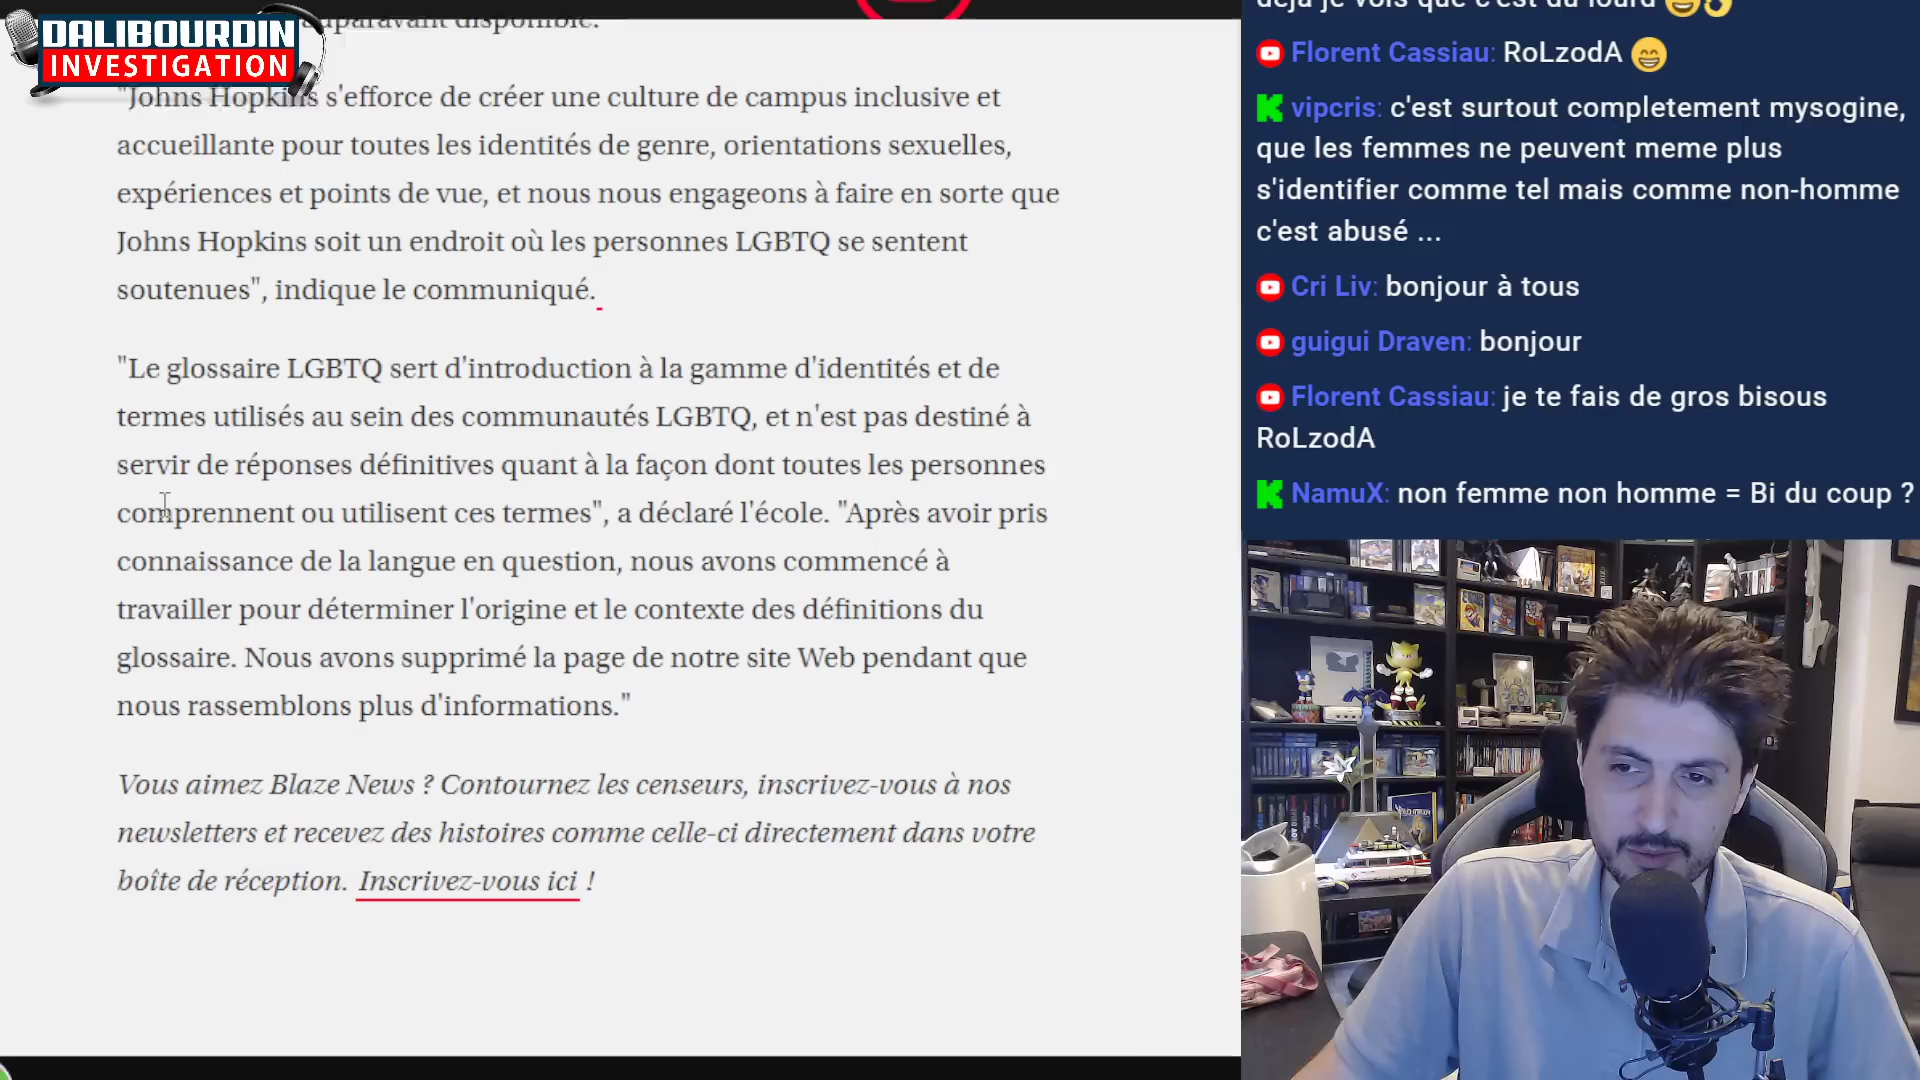 DALIBOURDIN
INVESTIGATION
disponible.
"Johns Hopkins s'efforce de créer une culture de campus inclusive et
accueillante pour toutes les identités de genre, orientations sexuelles,
expériences et points de vue, et nous nous engageons à faire en sorte que
Johns Hopkins soit un endroit où les personnes LGBTQ se sentent
soutenues", indique le communiqué.
"Le glossaire LGBTQ sert d'introduction à la gamme d'identités et de
termes utilisés au sein des communautés LGBTQ, et n'est pas destiné à
servir de réponses définitives quant à la façon dont toutes les personnes
comprennent ou utilisent ces termes", a déclaré l'école. "Après avoir pris
connaissance de la langue en question, nous avons commencé à
travailler pour déterminer l'origine et le contexte des définitions du
glossaire. Nous avons supprimé la page de notre site Web pendant que
nous rassemblons plus d'informations."
Vous aimez Blaze News ? Contournez les censeurs, inscrivez-vous à nos
newsletters et recevez des histoires comme celle-ci directement dans votre
boîte de réception. Inscrivez-vous ici !
déjà je vois que c'est du lourd 😁👌
Florent Cassiau: RoLzodA 😁
vipcris: c'est surtout completement mysogine,
que les femmes ne peuvent meme plus
s'identifier comme tel mais comme non-homme
c'est abusé ...
Cri Liv: bonjour à tous
guigui Draven: bonjour
Florent Cassiau: je te fais de gros bisous
RoLzodA
NamuX: non femme non homme = Bi du coup ?